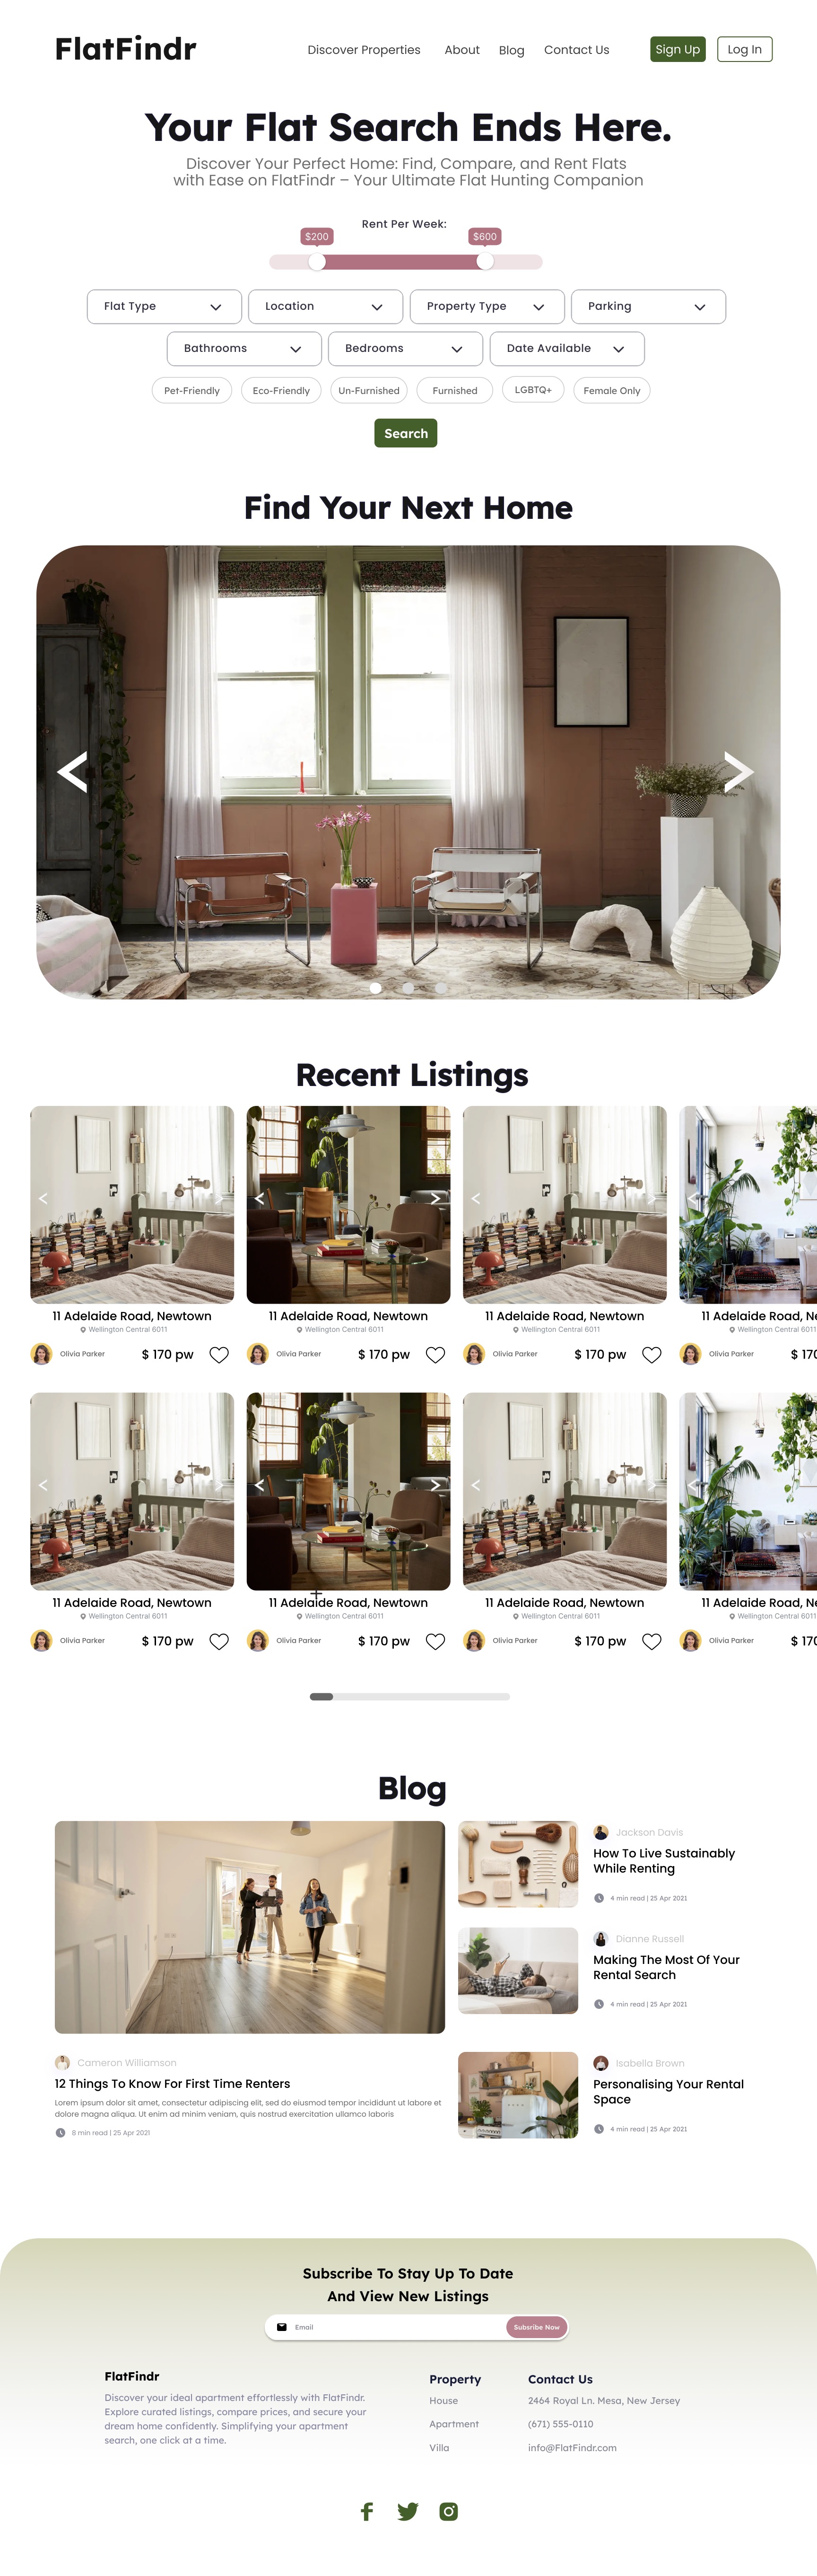 FlatFindr
Discover Properties
About
Blog
Contact Us
Sign Up
Log In
Your Flat Search Ends Here.
Discover Your Perfect Home: Find, Compare, and Rent Flats
with Ease on FlatFindr – Your Ultimate Flat Hunting Companion
Rent Per Week:
$200
$600
Flat Type
Location
Property Type
Parking
Bathrooms
Bedrooms
Date Available
Pet-Friendly
Eco-Friendly
Un-Furnished
Furnished
LGBTQ+
Female Only
Search
Find Your Next Home
Recent Listings
11 Adelaide Road, Newtown
Wellington Central 6011
Olivia Parker
$ 170 pw
11 Adelaide Road, Newtown
Wellington Central 6011
Olivia Parker
$ 170 pw
11 Adelaide Road, Newtown
Wellington Central 6011
Olivia Parker
$ 170 pw
11 Adelaide Road, Ne
Wellington Central 6011
Olivia Parker
$ 170
11 Adelaide Road, Newtown
Wellington Central 6011
Olivia Parker
$ 170 pw
11 Adelaide Road, Newtown
Wellington Central 6011
Olivia Parker
$ 170 pw
11 Adelaide Road, Newtown
Wellington Central 6011
Olivia Parker
$ 170 pw
11 Adelaide Road, Ne
Wellington Central 6011
Olivia Parker
$ 170
Blog
Cameron Williamson
12 Things To Know For First Time Renters
Lorem ipsum dolor sit amet, consectetur adipiscing elit, sed do eiusmod tempor incididunt ut labore et
dolore magna aliqua. Ut enim ad minim veniam, quis nostrud exercitation ullamco laboris
8 min read | 25 Apr 2021
Jackson Davis
How To Live Sustainably
While Renting
4 min read | 25 Apr 2021
Dianne Russell
Making The Most Of Your
Rental Search
4 min read | 25 Apr 2021
Isabella Brown
Personalising Your Rental
Space
4 min read | 25 Apr 2021
Subscribe To Stay Up To Date
And View New Listings
Email
Subsribe Now
FlatFindr
Discover your ideal apartment effortlessly with FlatFindr.
Explore curated listings, compare prices, and secure your
dream home confidently. Simplifying your apartment
search, one click at a time.
Property
House
Apartment
Villa
Contact Us
2464 Royal Ln. Mesa, New Jersey
(671) 555-0110
info@FlatFindr.com